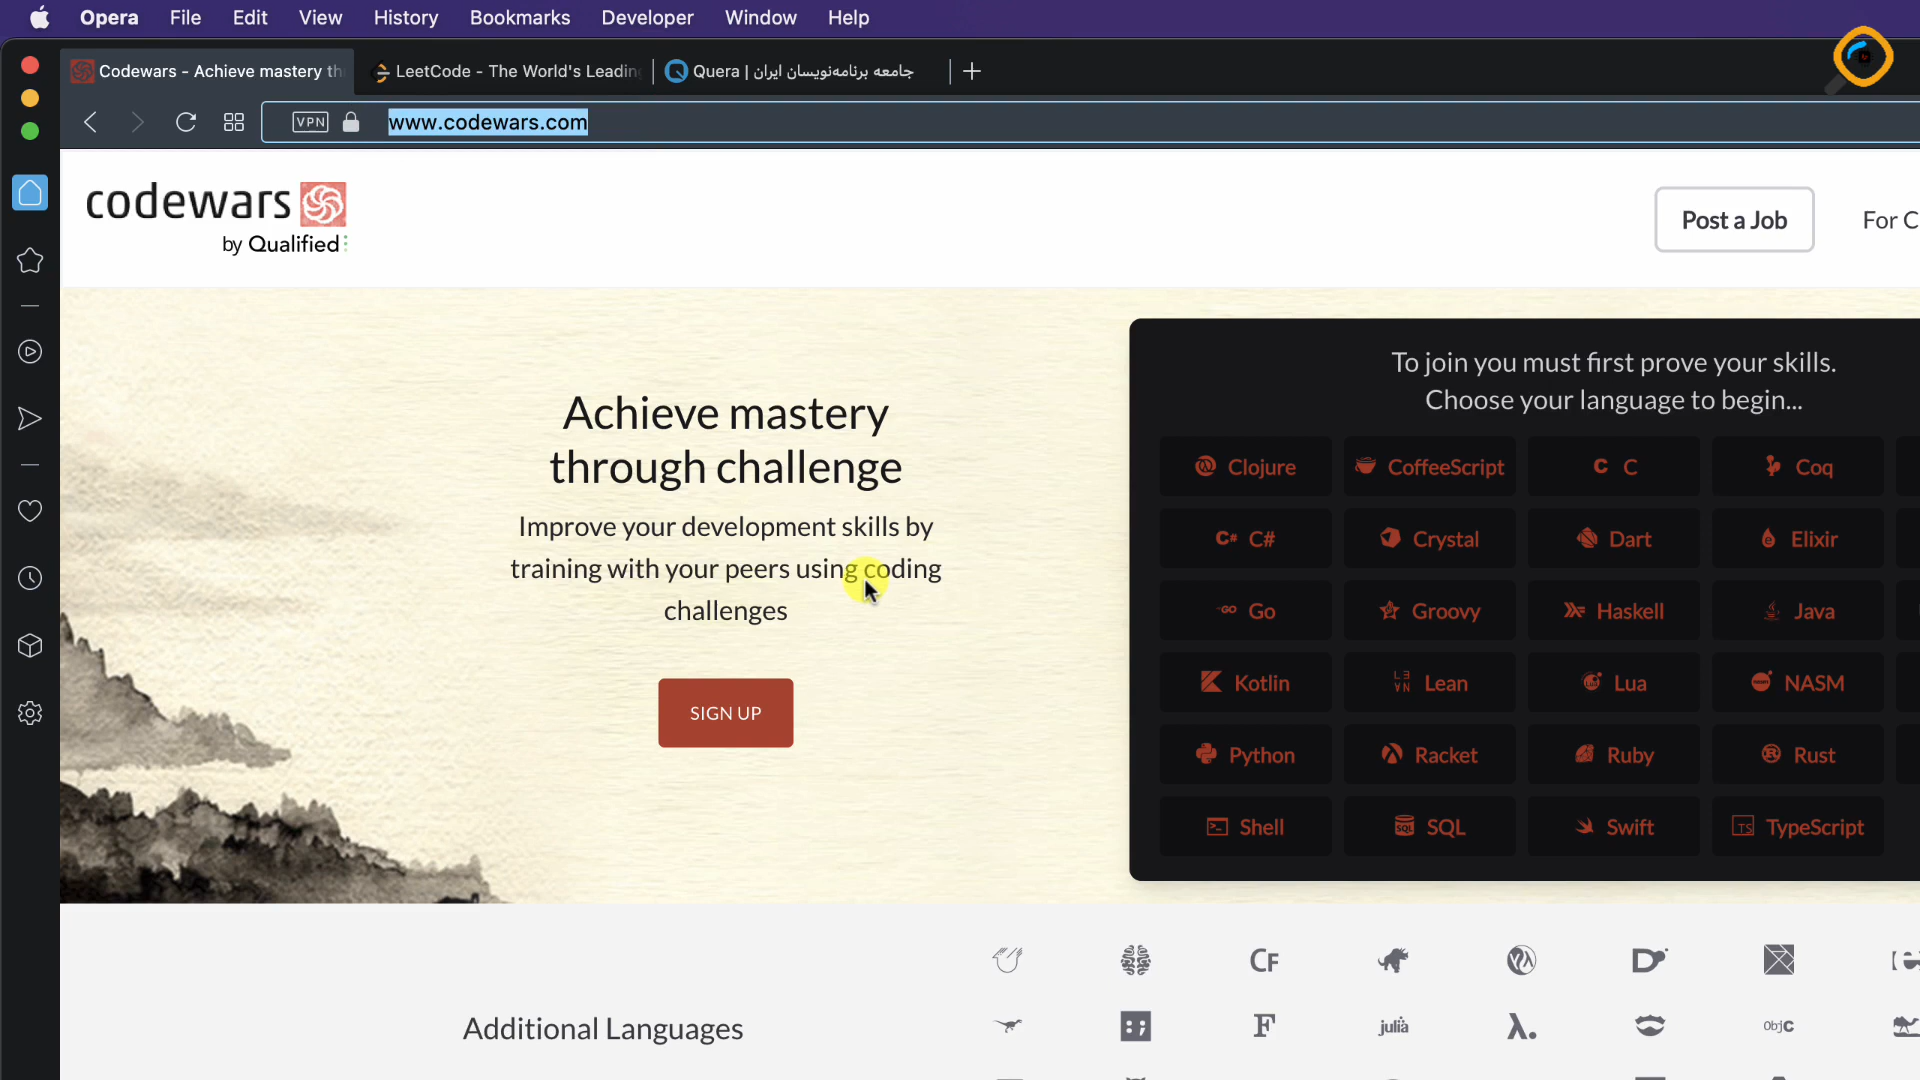 Opera File Edit View History Bookmarks Developer Window Help
Codewars - Achieve mastery th
LeetCode - The World's Leadin
Quera | جامعه برنامه‌نویسان ایران
VPN
www.codewars.com
codewars
by Qualified
Post a Job
For C
Achieve mastery
through challenge
Improve your development skills by
training with your peers using coding
challenges
SIGN UP
To join you must first prove your skills.
Choose your language to begin...
Clojure CoffeeScript C Coq
C# Crystal Dart Elixir
Go Groovy Haskell Java
Kotlin Lean Lua NASM
Python Racket Ruby Rust
Shell SQL Swift TypeScript
Additional Languages
CF
F
julia
λ.
ObjC